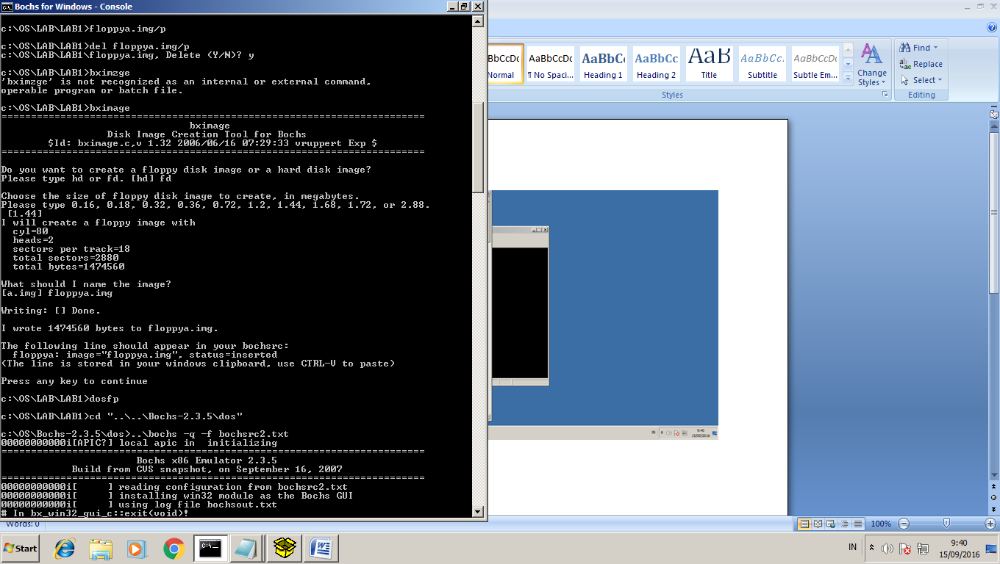 Bochs for Windows - Console
c:\OS\LAB\LAB1>floppya.img/p
c:\OS\LAB\LAB1>del floppya.img/p
c:\OS\LAB\LAB1\floppya.img, Delete (Y/N)? y
c:\OS\LAB\LAB1>bximzge
'bximzge' is not recognized as an internal or external command,
operable program or batch file.
c:\OS\LAB\LAB1>bximage
========================================================================
bximage
Disk Image Creation Tool for Bochs
$Id: bximage.c,v 1.32 2006/06/16 07:29:33 vruppert Exp $
========================================================================
Do you want to create a floppy disk image or a hard disk image?
Please type hd or fd. [hd] fd
Choose the size of floppy disk image to create, in megabytes.
Please type 0.16, 0.18, 0.32, 0.36, 0.72, 1.2, 1.44, 1.68, 1.72, or 2.88.
[1.44]
I will create a floppy image with
cyl=80
heads=2
sectors per track=18
total sectors=2880
total bytes=1474560
What should I name the image?
[a.img] floppya.img
Writing: [] Done.
I wrote 1474560 bytes to floppya.img.
The following line should appear in your bochsrc:
floppya: image="floppya.img", status=inserted
(The line is stored in your windows clipboard, use CTRL-V to paste)
Press any key to continue
c:\OS\LAB\LAB1>dosfp
c:\OS\LAB\LAB1>cd "..\..\Bochs-2.3.5\dos"
c:\OS\Bochs-2.3.5\dos>..\bochs -q -f bochsrc2.txt
00000000000i[APIC?] local apic in  initializing
========================================================================
Bochs x86 Emulator 2.3.5
Build from CVS snapshot, on September 16, 2007
========================================================================
00000000000i[     ] reading configuration from bochsrc2.txt
00000000000i[     ] installing win32 module as the Bochs GUI
00000000000i[     ] using log file bochsout.txt
# In bx_win32_gui_c::exit(void)!
bCcDc AaBbCcDc AaBbC AaBbCc AaB AaBbCc. AaBbCcDc
Normal ¶ No Spaci... Heading 1 Heading 2 Title Subtitle Subtle Em...
Change
Styles
Find
Replace
Select
Styles
Editing
IN 9:40
15/09/2016
Words: 0
100%
Start
IN
9:40
15/09/2016